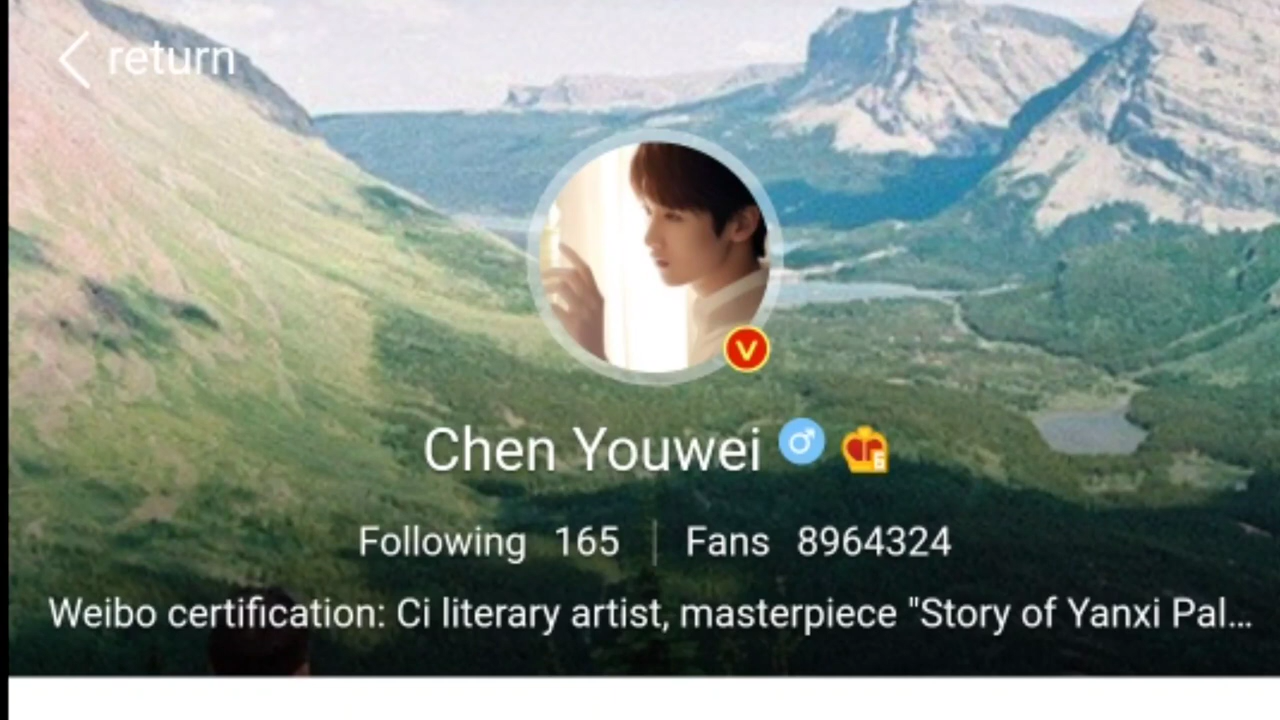 return
Chen Youwei
Following 165 | Fans 8964324
Weibo certification: Ci literary artist, masterpiece "Story of Yanxi Pal...